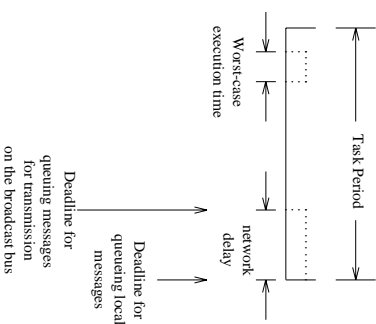 Task Period
Worst-case
execution time
network
delay
Deadline for
queueing local
messages
Deadline for
queuing messages
for transmission
on the broadcast bus